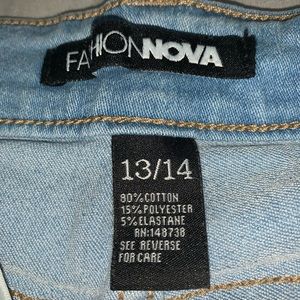 FASHIONNOVA
13/14
80% COTTON
15% POLYESTER
5% ELASTANE
RN:148738
SEE REVERSE
FOR CARE